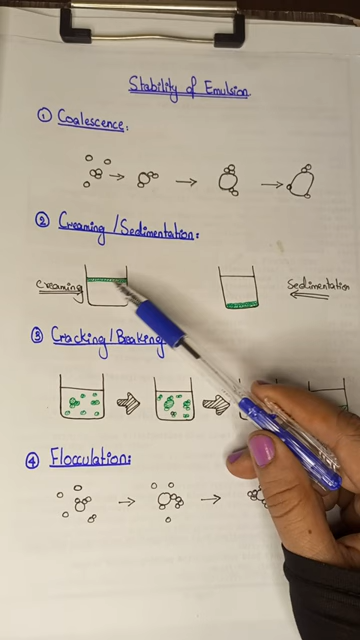 Stability of Emulsion
① Coalescence:
② Creaming/Sedimentation:
Creaming
Sedimentation
③ Cracking/Breaking
④ Flocculation: